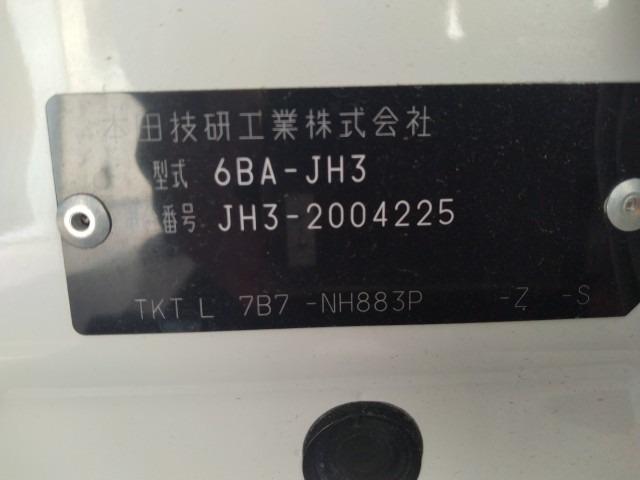 本田技研工業株式会社
型式 6BA-JH3
番号 JH3-2004225
TKT L 7B7 -NH883P -Z -S